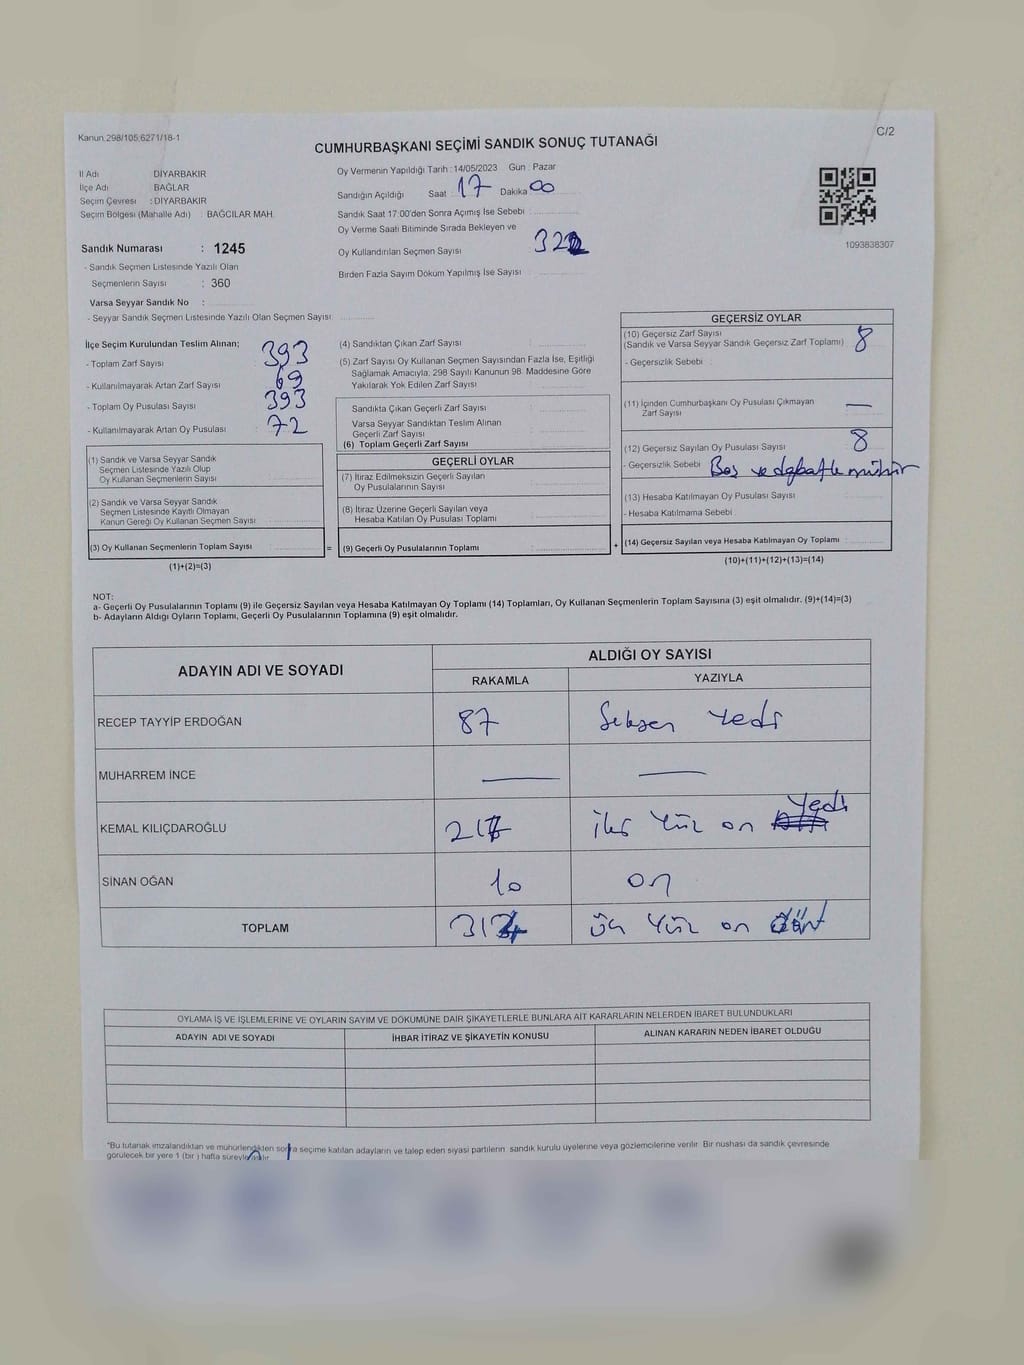 Kanun 298/105 6271/18-1
C/2
CUMHURBAŞKANI SEÇİMİ SANDIK SONUÇ TUTANAĞI
İl Adı DİYARBAKIR
İlçe Adı BAĞLAR
Seçim Çevresi : DİYARBAKIR
Seçim Bölgesi (Mahalle Adı) : BAĞCILAR MAH.
Sandık Numarası : 1245
- Sandık Seçmen Listesinde Yazılı Olan
Seçmenlerin Sayısı : 360
Varsa Seyyar Sandık No :
- Seyyar Sandık Seçmen Listesinde Yazılı Olan Seçmen Sayısı:
Oy Vermenin Yapıldığı Tarih : 14/05/2023 Gün : Pazar
Sandığın Açıldığı Saat 17 Dakika 00
Sandık Saat 17:00'den Sonra Açımış İse Sebebi :
Oy Verme Saati Bitiminde Sırada Bekleyen ve
Oy Kullandırılan Seçmen Sayısı 322
Birden Fazla Sayım Döküm Yapılmış İse Sayısı
1093838307
İlçe Seçim Kurulundan Teslim Alınan;
- Toplam Zarf Sayısı 393
- Kullanılmayarak Artan Zarf Sayısı 69
- Toplam Oy Pusulası Sayısı 393
- Kullanılmayarak Artan Oy Pusulası : 72
(1) Sandık ve Varsa Seyyar Sandık
Seçmen Listesinde Yazılı Olup
Oy Kullanan Seçmenlerin Sayısı
(2) Sandık ve Varsa Seyyar Sandık
Seçmen Listesinde Kayıtlı Olmayan
Kanun Gereği Oy Kullanan Seçmen Sayısı
(3) Oy Kullanan Seçmenlerin Toplam Sayısı :
(1)+(2)=(3)
=
(4) Sandıktan Çıkan Zarf Sayısı :
(5) Zarf Sayısı Oy Kullanan Seçmen Sayısından Fazla İse, Eşitliği
Sağlamak Amacıyla; 298 Sayılı Kanunun 98. Maddesine Göre
Yakılarak Yok Edilen Zarf Sayısı
Sandıkta Çıkan Geçerli Zarf Sayısı :
Varsa Seyyar Sandıktan Teslim Alınan
Geçerli Zarf Sayısı
(6) Toplam Geçerli Zarf Sayısı
GEÇERLİ OYLAR
(7) İtiraz Edilmeksizin Geçerli Sayılan
Oy Pusulalarının Sayısı
(8) İtiraz Üzerine Geçerli Sayılan veya
Hesaba Katılan Oy Pusulası Toplamı
(9) Geçerli Oy Pusulalarının Toplamı :
+
GEÇERSİZ OYLAR
(10) Geçersiz Zarf Sayısı
(Sandık ve Varsa Seyyar Sandık Geçersiz Zarf Toplamı) 8
- Geçersizlik Sebebi :
(11) İçinden Cumhurbaşkanı Oy Pusulası Çıkmayan
Zarf Sayısı —
(12) Geçersiz Sayılan Oy Pusulası Sayısı 8
- Geçersizlik Sebebi Boş ve mühür
(13) Hesaba Katılmayan Oy Pusulası Sayısı
- Hesaba Katılmama Sebebi
(14) Geçersiz Sayılan veya Hesaba Katılmayan Oy Toplamı :
(10)+(11)+(12)+(13)=(14)
NOT:
a- Geçerli Oy Pusulalarının Toplamı (9) ile Geçersiz Sayılan veya Hesaba Katılmayan Oy Toplamı (14) Toplamları, Oy Kullanan Seçmenlerin Toplam Sayısına (3) eşit olmalıdır. (9)+(14)=(3)
b- Adayların Aldığı Oyların Toplamı, Geçerli Oy Pusulalarının Toplamına (9) eşit olmalıdır.
ADAYIN ADI VE SOYADI
ALDIĞI OY SAYISI
RAKAMLA YAZIYLA
RECEP TAYYİP ERDOĞAN 87 Seksen Yedi
MUHARREM İNCE — —
KEMAL KILIÇDAROĞLU 217 iki Yüz on Yedi
SİNAN OĞAN 10 on
TOPLAM 314 üç Yüz on dört
OYLAMA İŞ VE İŞLEMLERİNE VE OYLARIN SAYIM VE DÖKÜMÜNE DAİR ŞİKAYETLERLE BUNLARA AİT KARARLARIN NELERDEN İBARET BULUNDUKLARI
ADAYIN ADI VE SOYADI İHBAR İTİRAZ VE ŞİKAYETİN KONUSU ALINAN KARARIN NEDEN İBARET OLDUĞU
*Bu tutanak imzalandıktan ve mühürlendikten sonra seçime katılan adayların ve talep eden siyasi partilerin sandık kurulu üyelerine veya gözlemcilerine verilir. Bir nushası da sandık çevresinde
görülecek bir yere 1 (bir) hafta süreyle asılır.